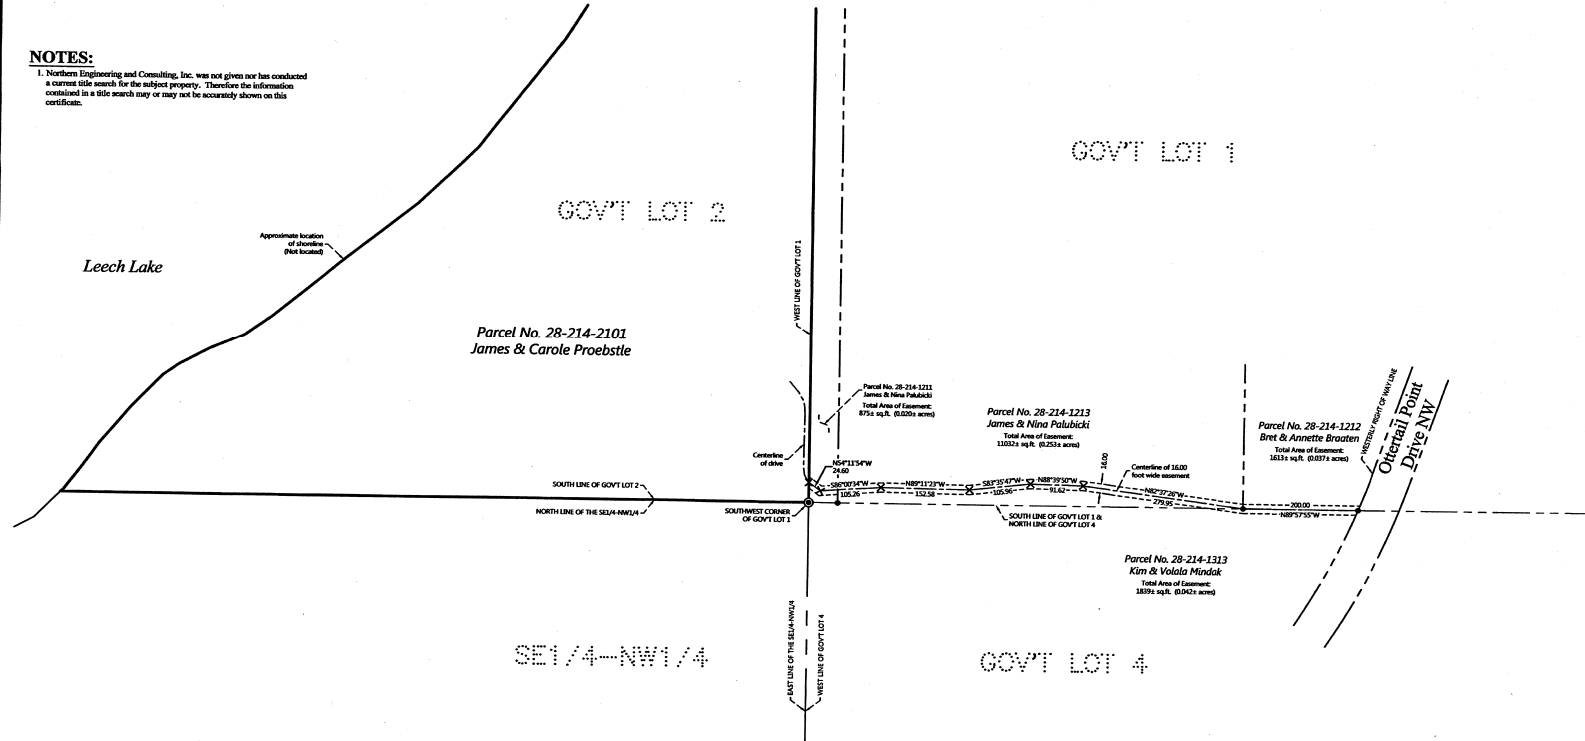 NOTES:
1. Northern Engineering and Consulting, Inc. was not given nor has conducted
a current title search for the subject property. Therefore the information
contained in a title search may or may not be accurately shown on this
certificate.
GOV'T LOT 1
GOV'T LOT 2
Approximate location
of shoreline
(Not located)
Leech Lake
WEST LINE OF GOV'T LOT 1
Parcel No. 28-214-2101
James & Carole Proebstle
Parcel No. 28-214-1211
James & Nina Palubicki
Total Area of Easement:
875± sq.ft. (0.020± acres)
Parcel No. 28-214-1213
James & Nina Palubicki
Total Area of Easement:
11032± sq.ft. (0.253± acres)
Parcel No. 28-214-1212
Bret & Annette Braaten
Total Area of Easement:
1613± sq.ft. (0.037± acres)
WESTERLY RIGHT OF WAY LINE
Ottertail Point
Drive NW
Centerline
of drive
N54°11'54"W
24.60
16.00
Centerline of 16.00
foot wide easement
S86°00'34"W
105.26
N89°11'23"W
152.58
S83°35'47"W
105.96
N88°39'50"W
91.62
N82°37'26"W
279.95
200.00
N89°57'55"W
SOUTH LINE OF GOV'T LOT 2
NORTH LINE OF THE SE1/4-NW1/4
SOUTHWEST CORNER
OF GOV'T LOT 1
SOUTH LINE OF GOV'T LOT 1 &
NORTH LINE OF GOV'T LOT 4
Parcel No. 28-214-1313
Kim & Volala Mindak
Total Area of Easement:
1839± sq.ft. (0.042± acres)
EAST LINE OF THE SE1/4-NW1/4
WEST LINE OF GOV'T LOT 4
SE1/4-NW1/4
GOV'T LOT 4